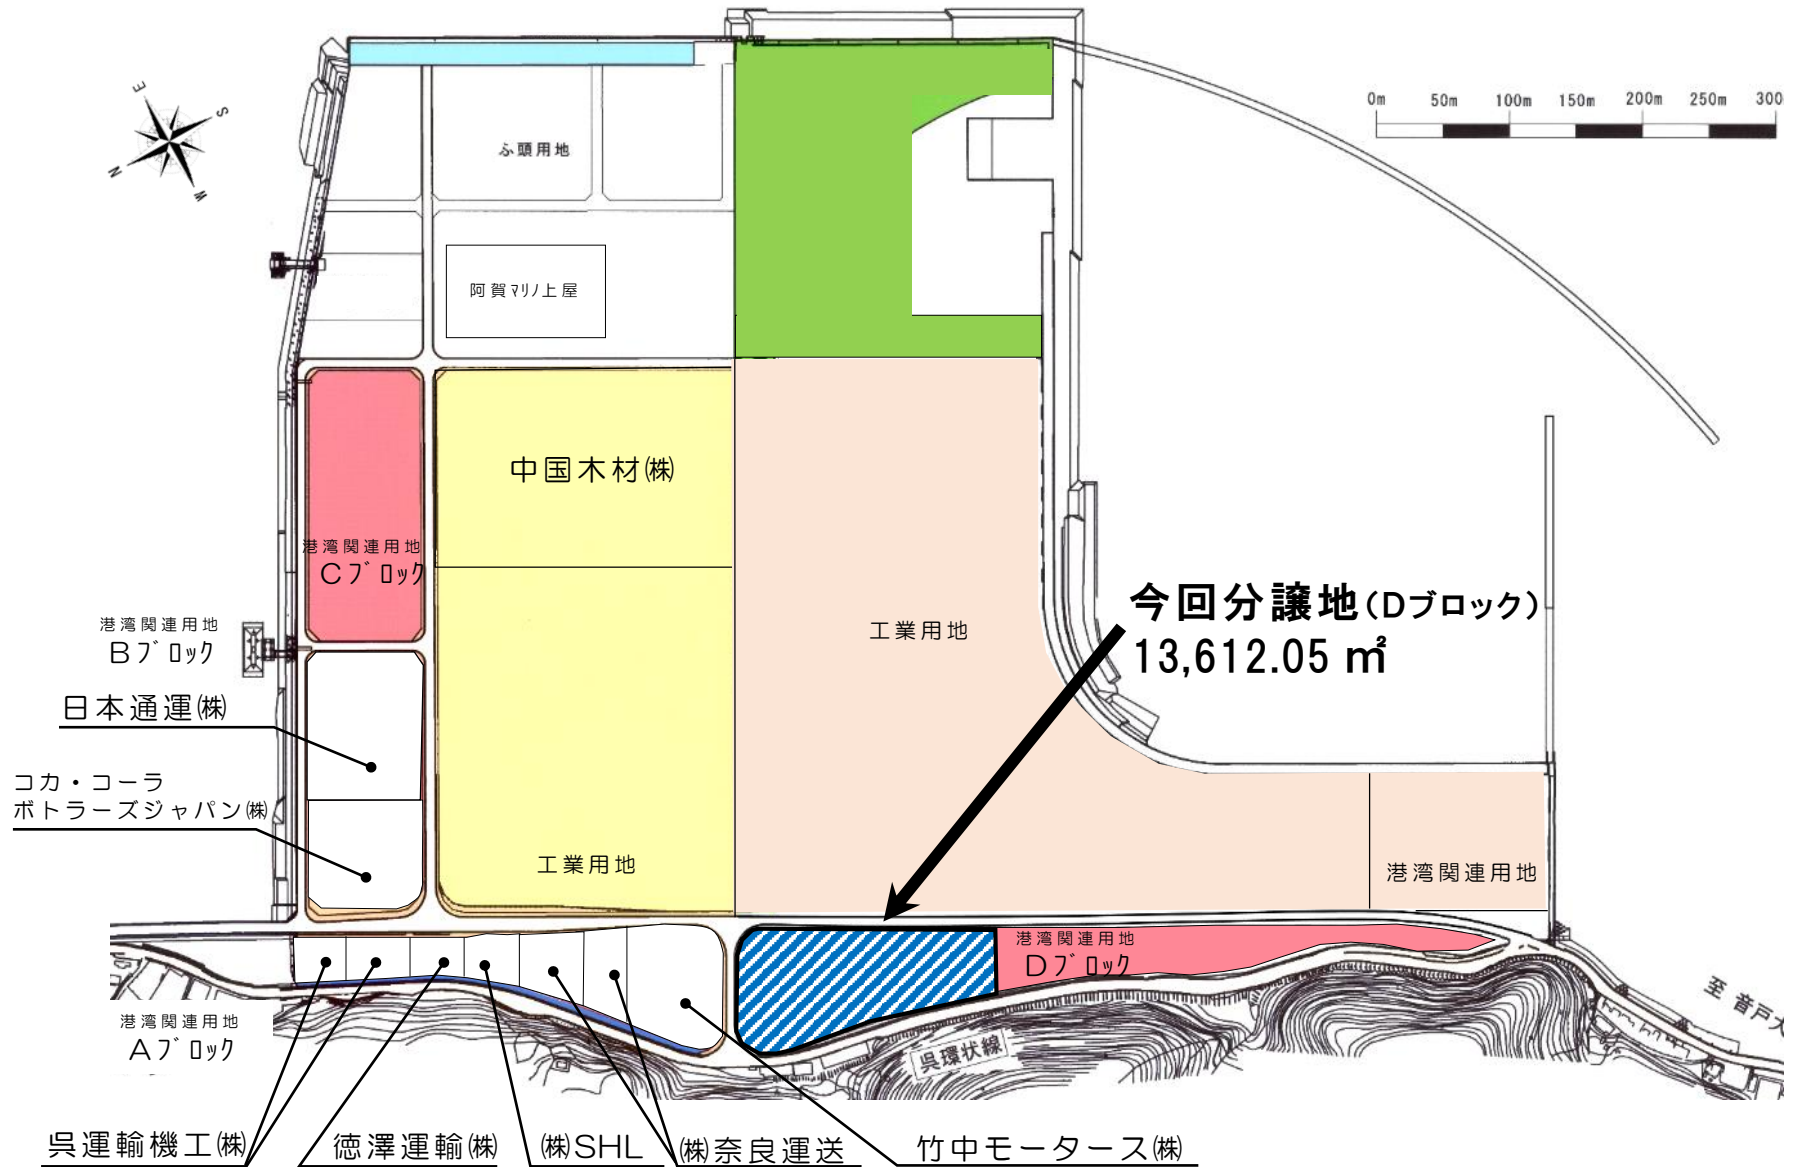 E
S
N
W
0m 50m 100m 150m 200m 250m 300
ふ頭用地
阿賀ﾏﾘﾉ上屋
中国木材㈱
港湾関連用地
Cﾌﾞﾛｯｸ
今回分譲地(Dブロック)
13,612.05 ㎡
工業用地
港湾関連用地
Bﾌﾞﾛｯｸ
日本通運㈱
コカ・コーラ
ボトラーズジャパン㈱
工業用地
港湾関連用地
港湾関連用地
Dﾌﾞﾛｯｸ
至 音戸大
港湾関連用地
Aﾌﾞﾛｯｸ
呉環状線
呉運輸機工㈱
徳澤運輸㈱
㈱SHL
㈱奈良運送
竹中モータース㈱